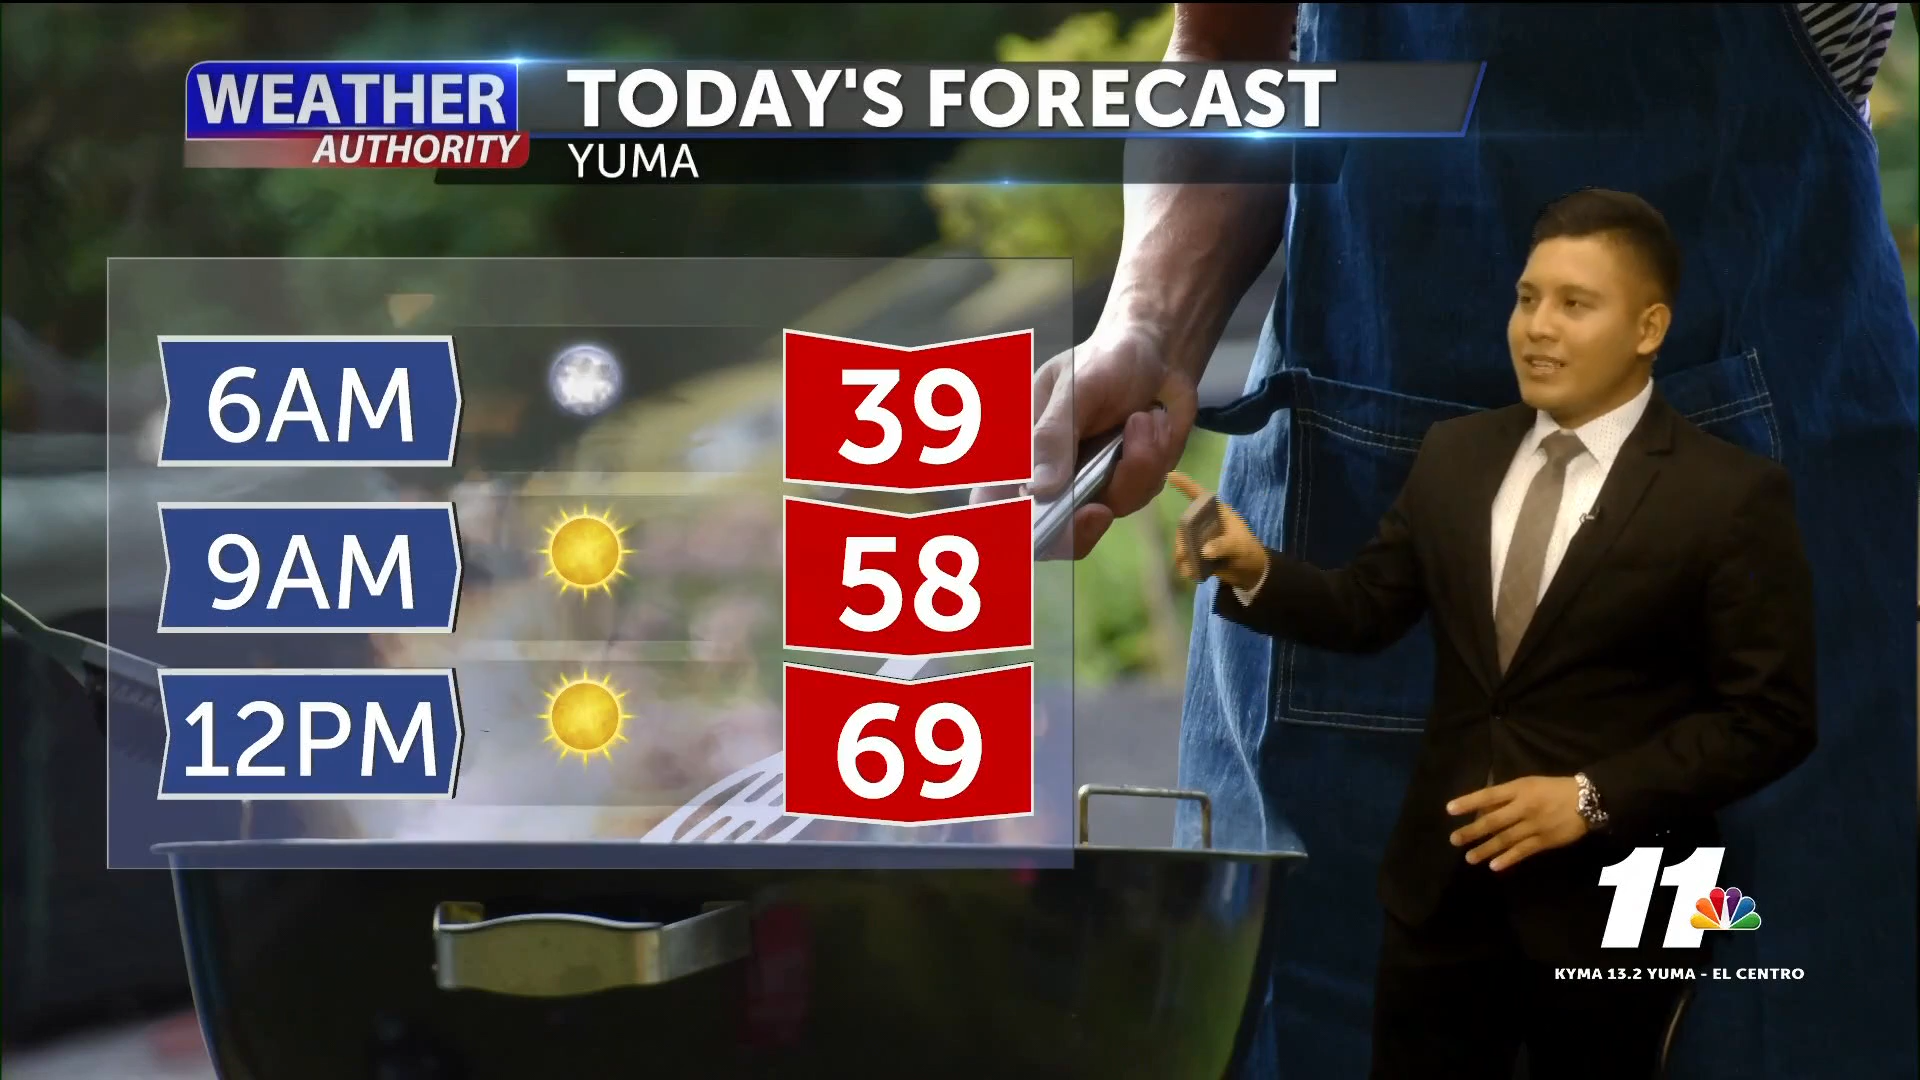 WEATHER
AUTHORITY
TODAY'S FORECAST
YUMA
6AM
39
9AM
58
12PM
69
11
KYMA 13.2 YUMA - EL CENTRO